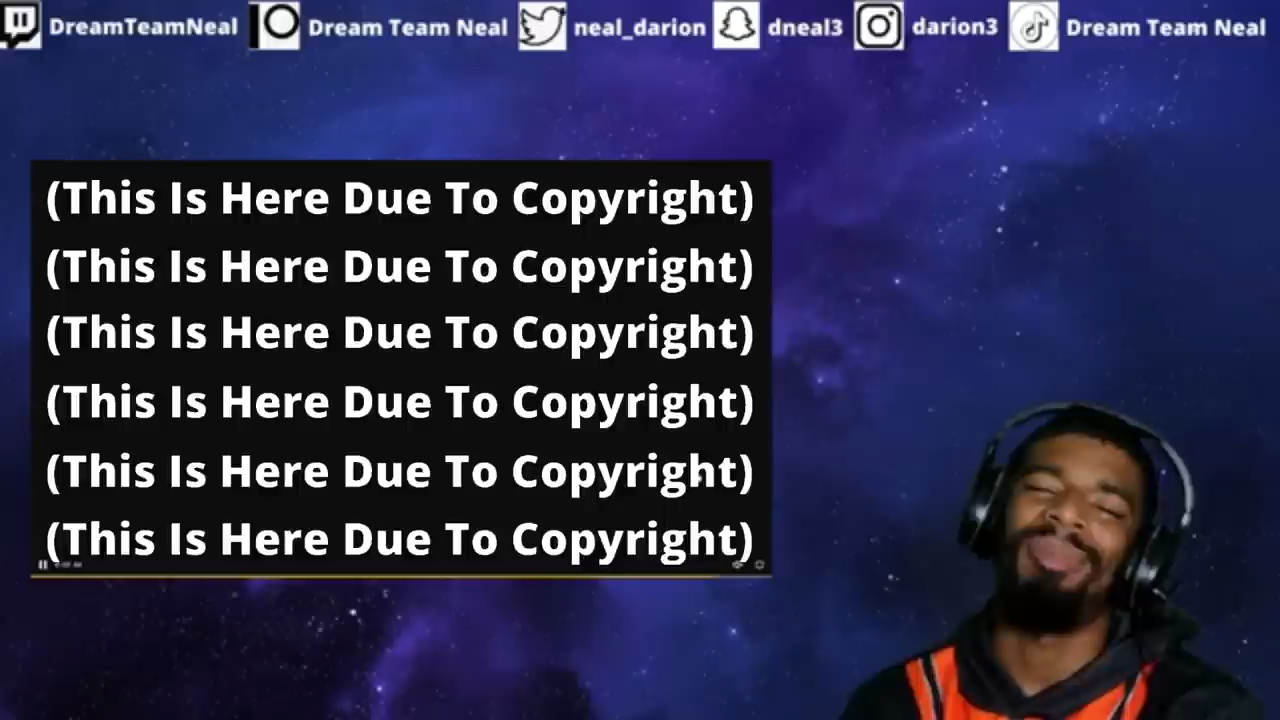 DreamTeamNeal Dream Team Neal neal_darion dneal3 darion3 Dream Team Neal
(This Is Here Due To Copyright)
(This Is Here Due To Copyright)
(This Is Here Due To Copyright)
(This Is Here Due To Copyright)
(This Is Here Due To Copyright)
(This Is Here Due To Copyright)